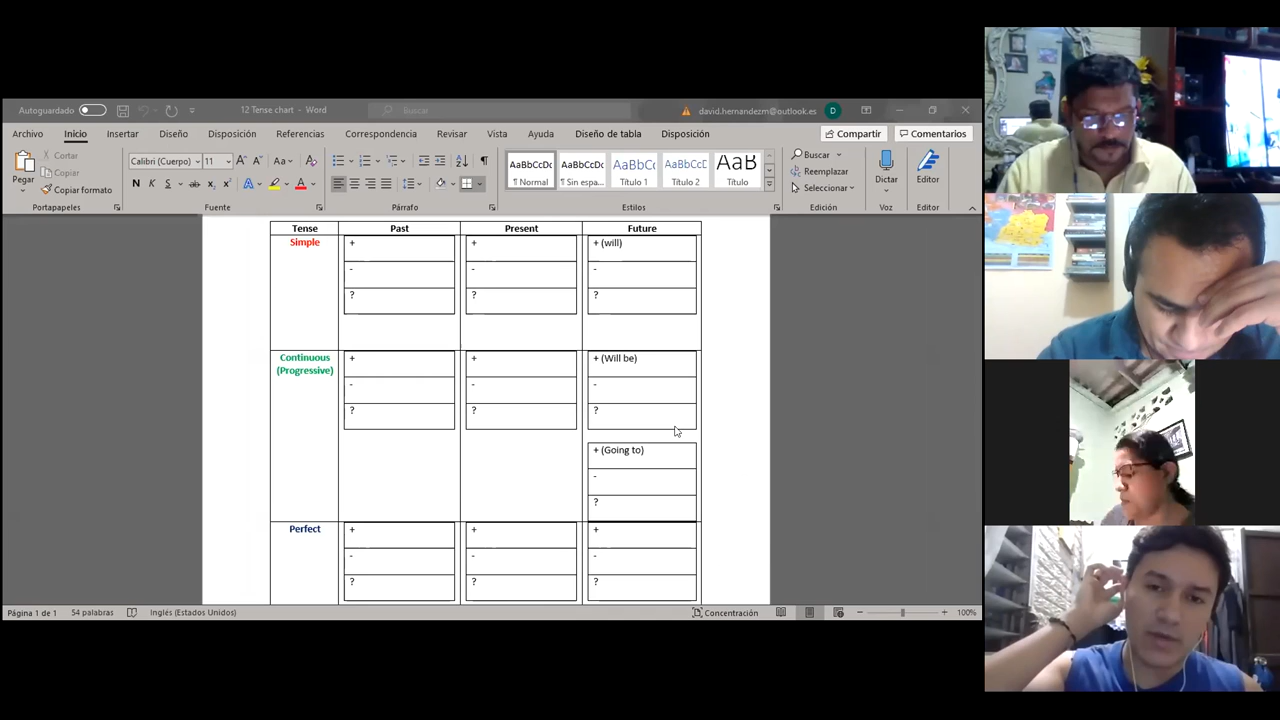 Autoguardado
12 Tense chart - Word
Buscar
david.hernandezm@outlook.es
D
Archivo Inicio Insertar Diseño Disposición Referencias Correspondencia Revisar Vista Ayuda Diseño de tabla Disposición
Compartir Comentarios
Pegar
Cortar
Copiar
Copiar formato
Portapapeles
Calibri (Cuerpo) 11
N K S ab x₂ x²
Fuente
Párrafo
AaBbCcDc AaBbCcDc AaBbCc AaBbCcD AaB
¶ Normal ¶ Sin espa... Título 1 Título 2 Título
Estilos
Buscar
Reemplazar
Seleccionar
Edición
Dictar
Voz
Editor
Editor
Tense Past Present Future
Simple + + + (will)
- - -
? ? ?
Continuous + + + (Will be)
(Progressive)
- - -
? ? ?
+ (Going to)
-
?
Perfect + + +
- - -
? ? ?
Página 1 de 1 54 palabras Inglés (Estados Unidos) Concentración 100%